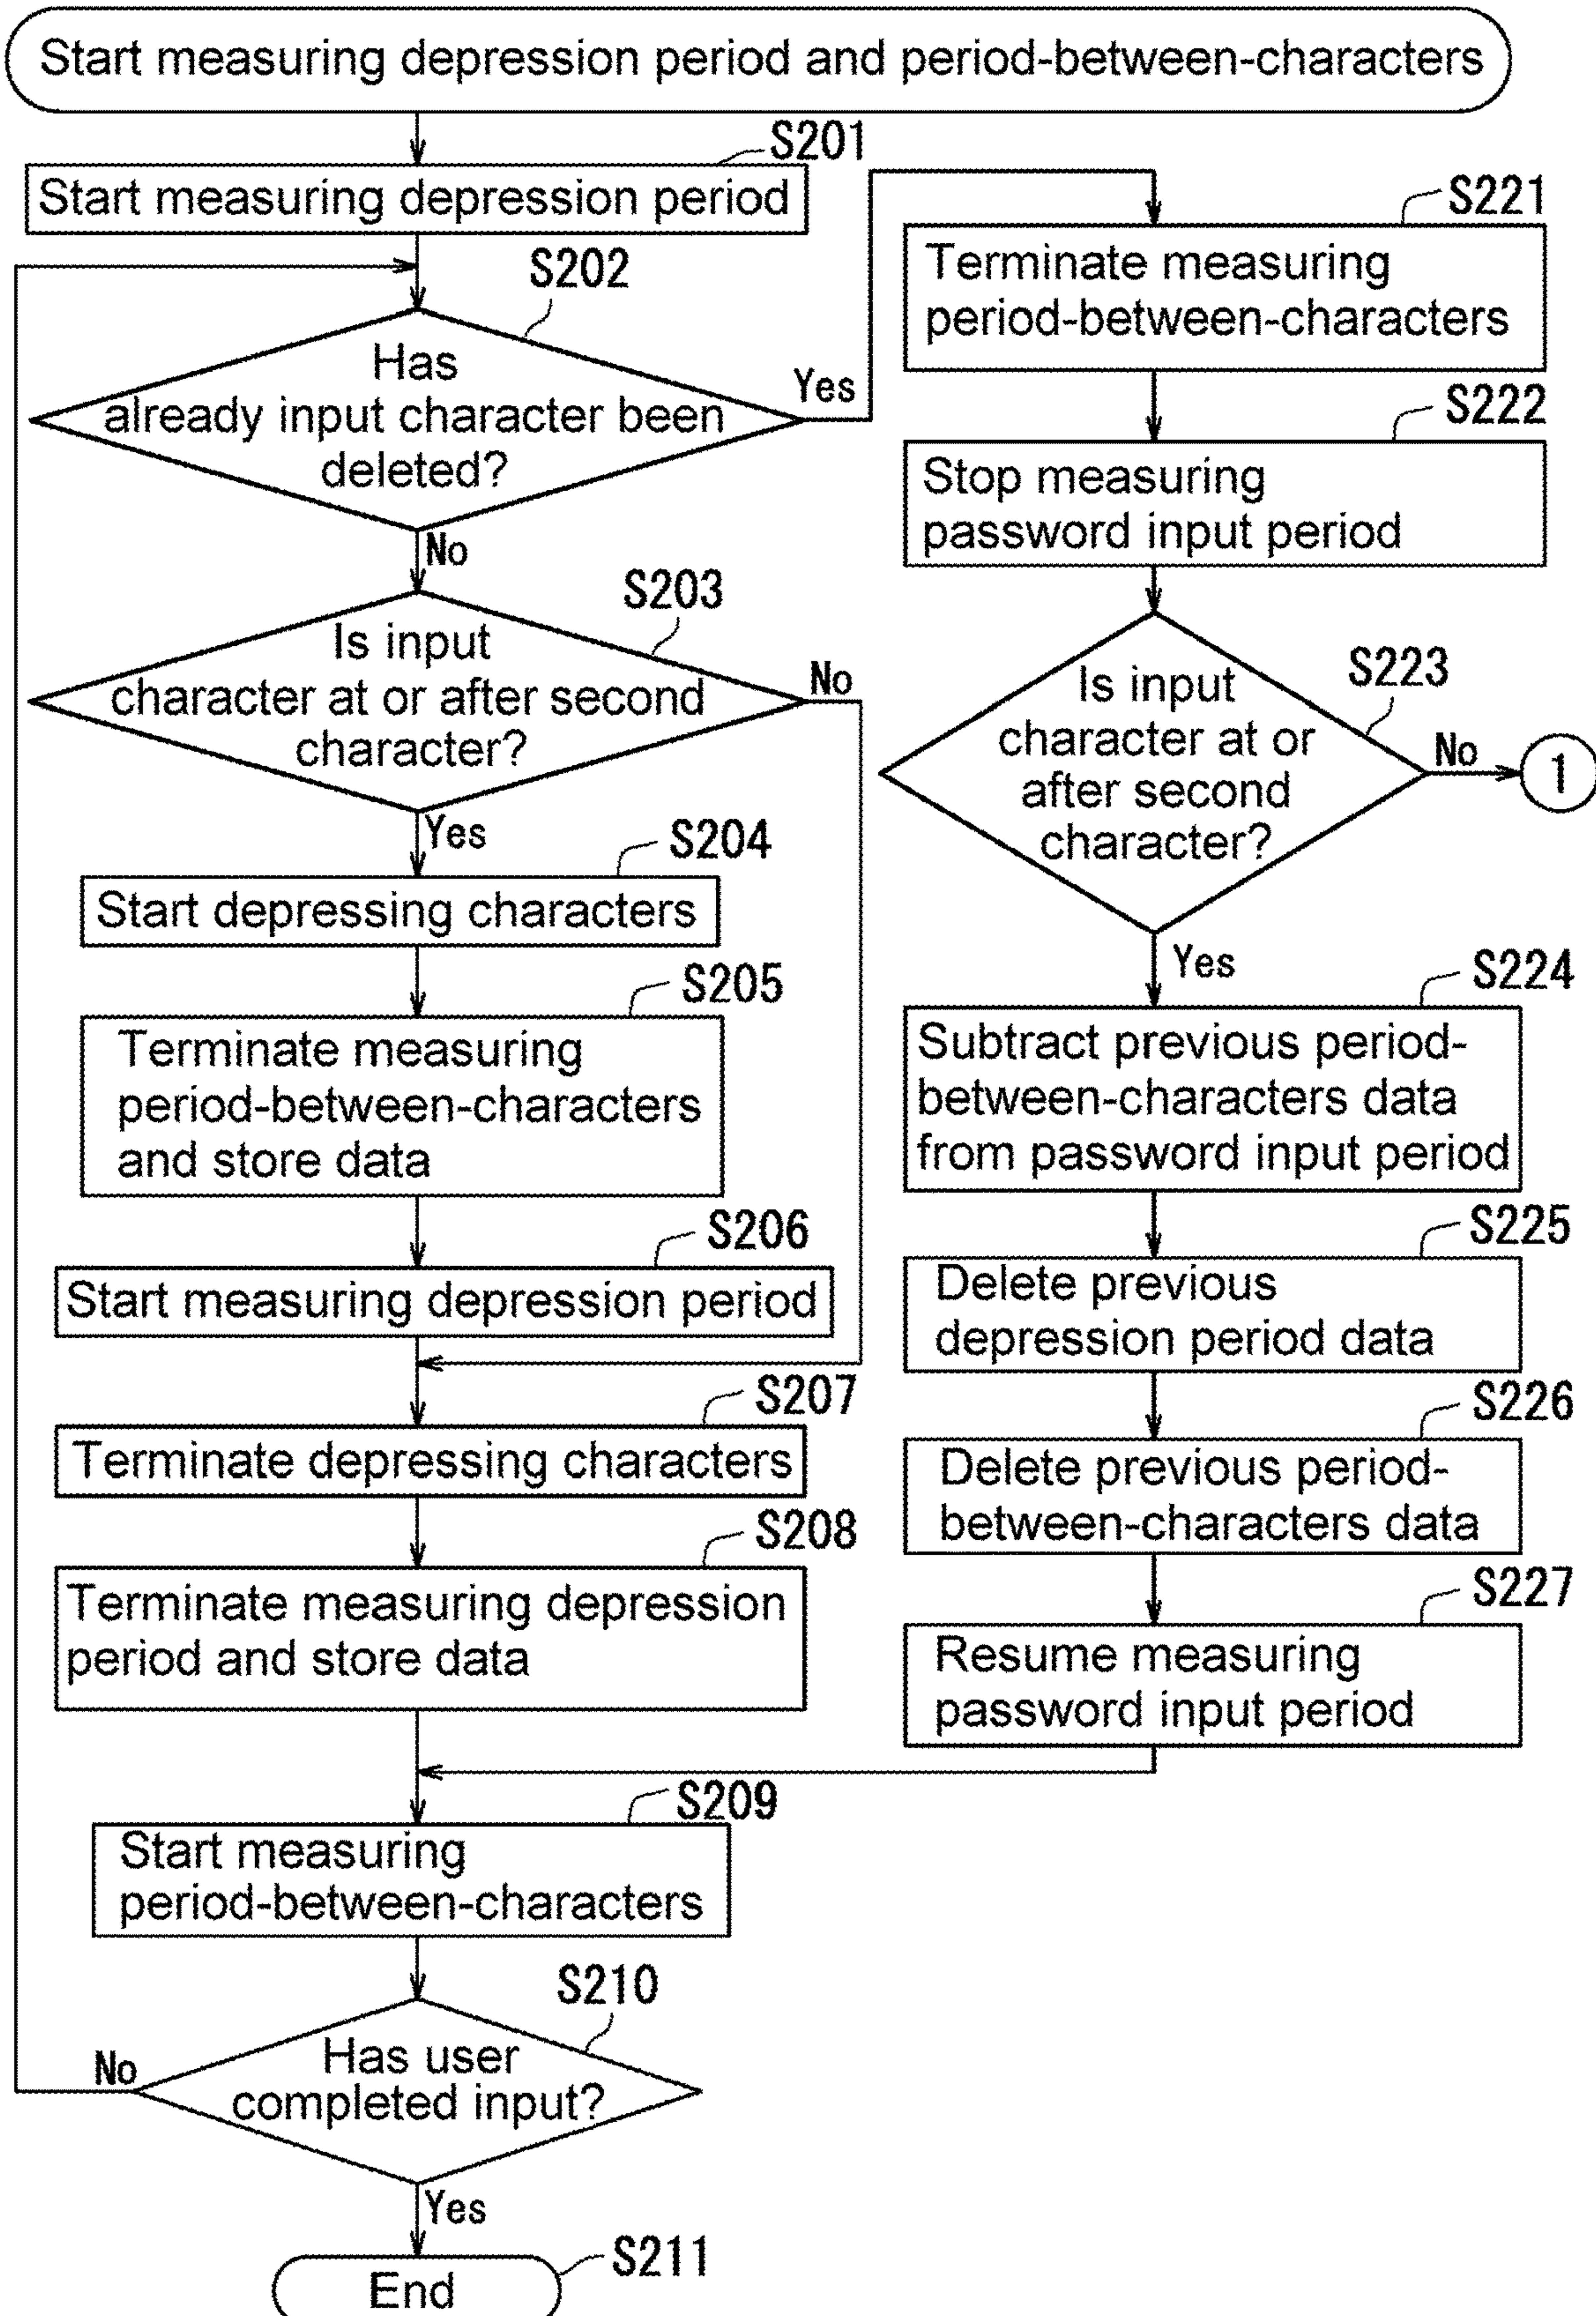 Start measuring depression period and period-between-characters
S201
Start measuring depression period
S202
Has
already input character been
deleted?
Yes
No
S203
Is input
character at or after second
character?
No
Yes
S204
Start depressing characters
S205
Terminate measuring
period-between-characters
and store data
S206
Start measuring depression period
S207
Terminate depressing characters
S208
Terminate measuring depression
period and store data
S209
Start measuring
period-between-characters
S210
Has user
completed input?
No
Yes
S211
End
S221
Terminate measuring
period-between-characters
S222
Stop measuring
password input period
S223
Is input
character at or
after second
character?
No
1
Yes
S224
Subtract previous period-
between-characters data
from password input period
S225
Delete previous
depression period data
S226
Delete previous period-
between-characters data
S227
Resume measuring
password input period